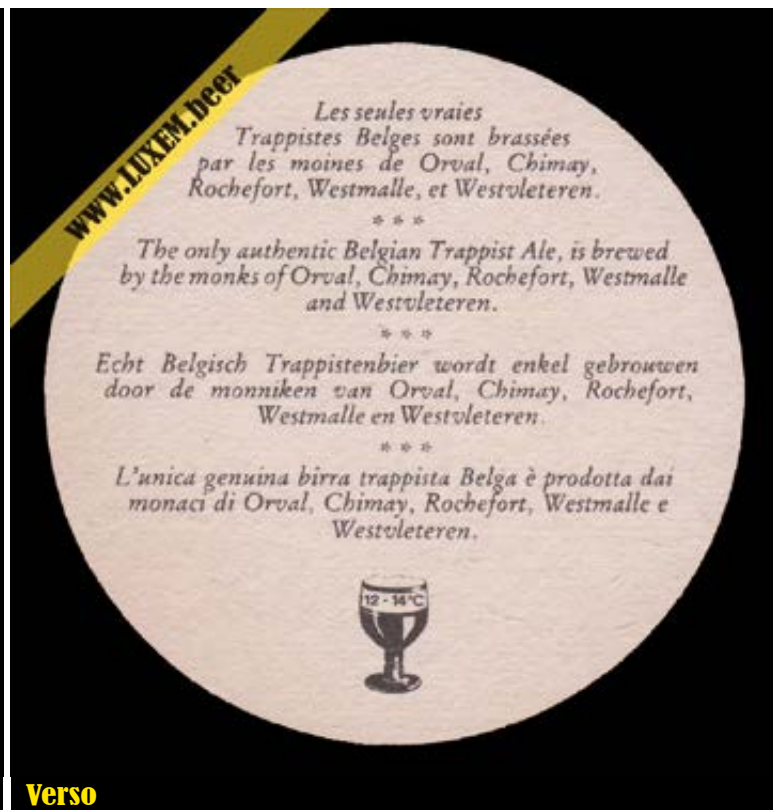 www.LUXEM.beer
Les seules vraies
Trappistes Belges sont brassées
par les moines de Orval, Chimay,
Rochefort, Westmalle, et Westvleteren.
* * *
The only authentic Belgian Trappist Ale, is brewed
by the monks of Orval, Chimay, Rochefort, Westmalle
and Westvleteren.
* * *
Echt Belgisch Trappistenbier wordt enkel gebrouwen
door de monniken van Orval, Chimay, Rochefort,
Westmalle en Westvleteren.
* * *
L'unica genuina birra trappista Belga è prodotta dai
monaci di Orval, Chimay, Rochefort, Westmalle e
Westvleteren.
12 - 14°C
Verso